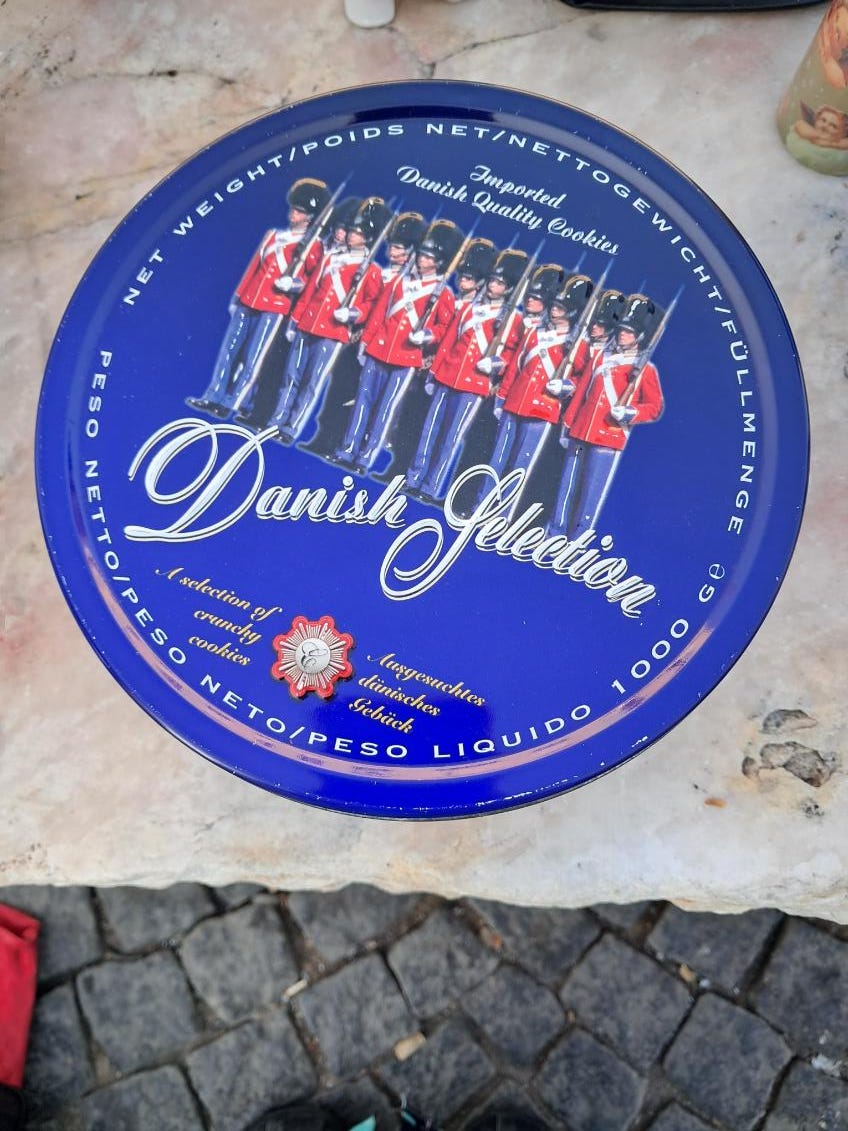 NET WEIGHT/POIDS NET/NETTOGEWICHT/FÜLLMENGE
Imported
Danish Quality Cookies
Danish Selection
A selection of
crunchy
cookies
E
Ausgesuchtes
dänisches
Gebäck
PESO NETTO/PESO NETO/PESO LIQUIDO 1000 G℮